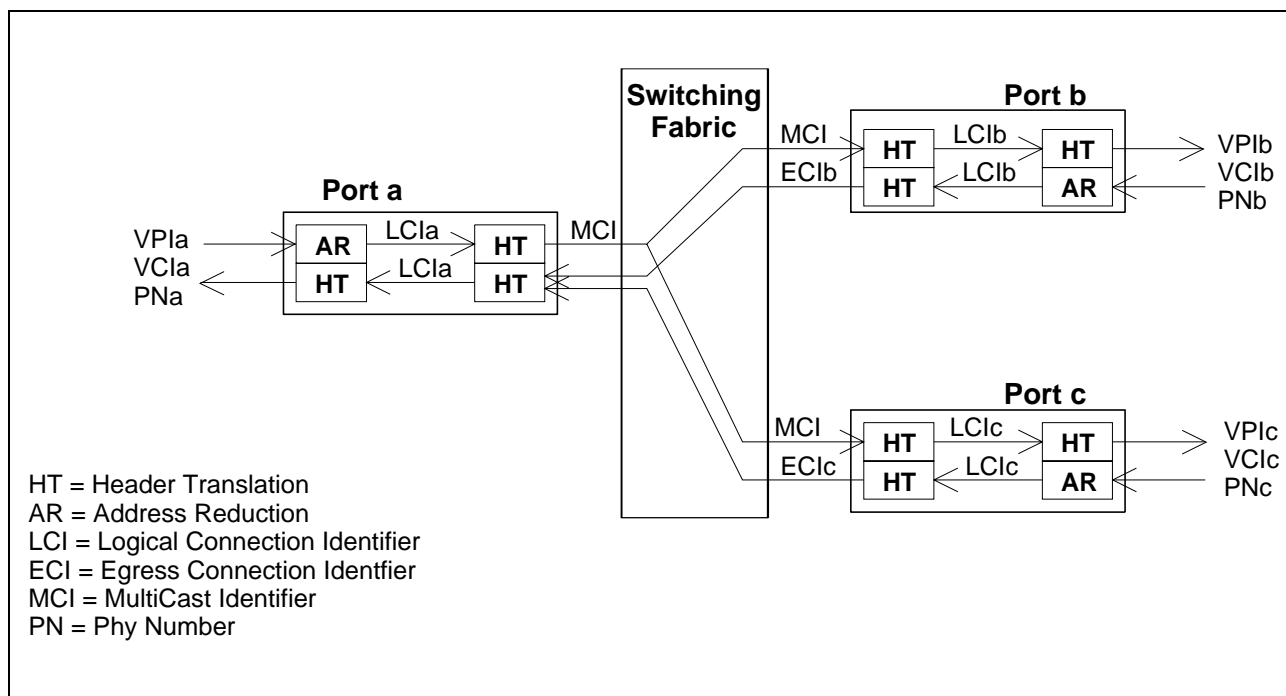 Switching
Fabric
Port b
MCI
HT
LCIb
HT
VPIb
ECIb
HT
LCIb
AR
VCIb
PNb
Port a
VPIa
AR
LCIa
HT
MCI
VCIa
HT
LCIa
HT
PNa
Port c
MCI
HT
LCIc
HT
VPIc
ECIc
HT
LCIc
AR
VCIc
PNc
HT = Header Translation
AR = Address Reduction
LCI = Logical Connection Identifier
ECI = Egress Connection Identfier
MCI = MultiCast Identifier
PN = Phy Number